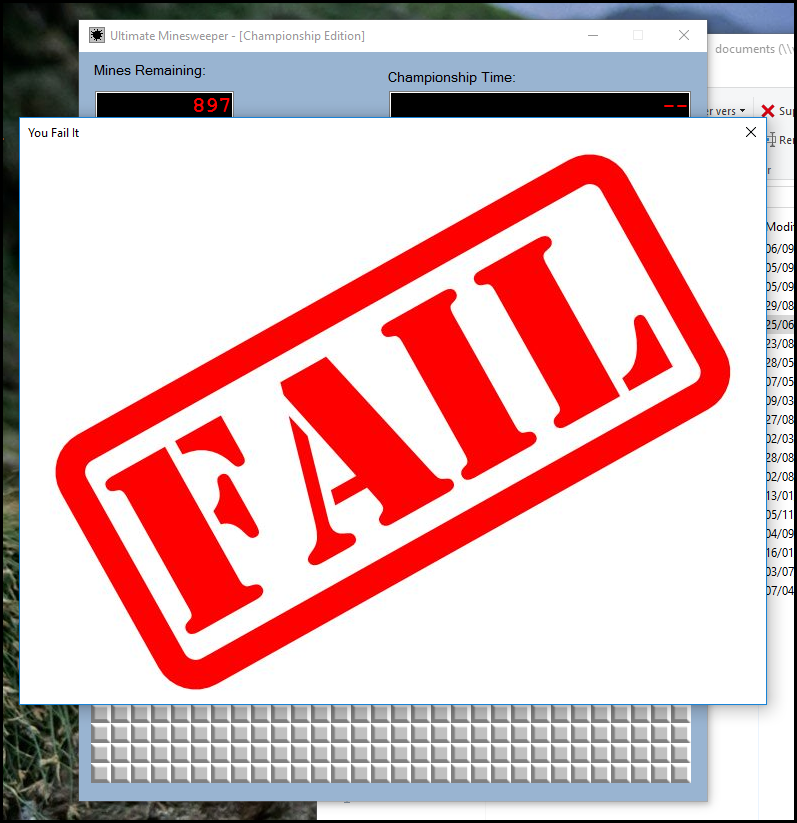 Ultimate Minesweeper - [Championship Edition]
documents (\\
Mines Remaining:
Championship Time:
897
--
er vers
You Fail It
FAIL
Modi
06/09
05/09
05/09
29/08
25/06
23/08
28/05
07/05
09/03
27/08
02/03
28/08
02/08
13/01
05/11
04/09
16/01
03/07
07/04